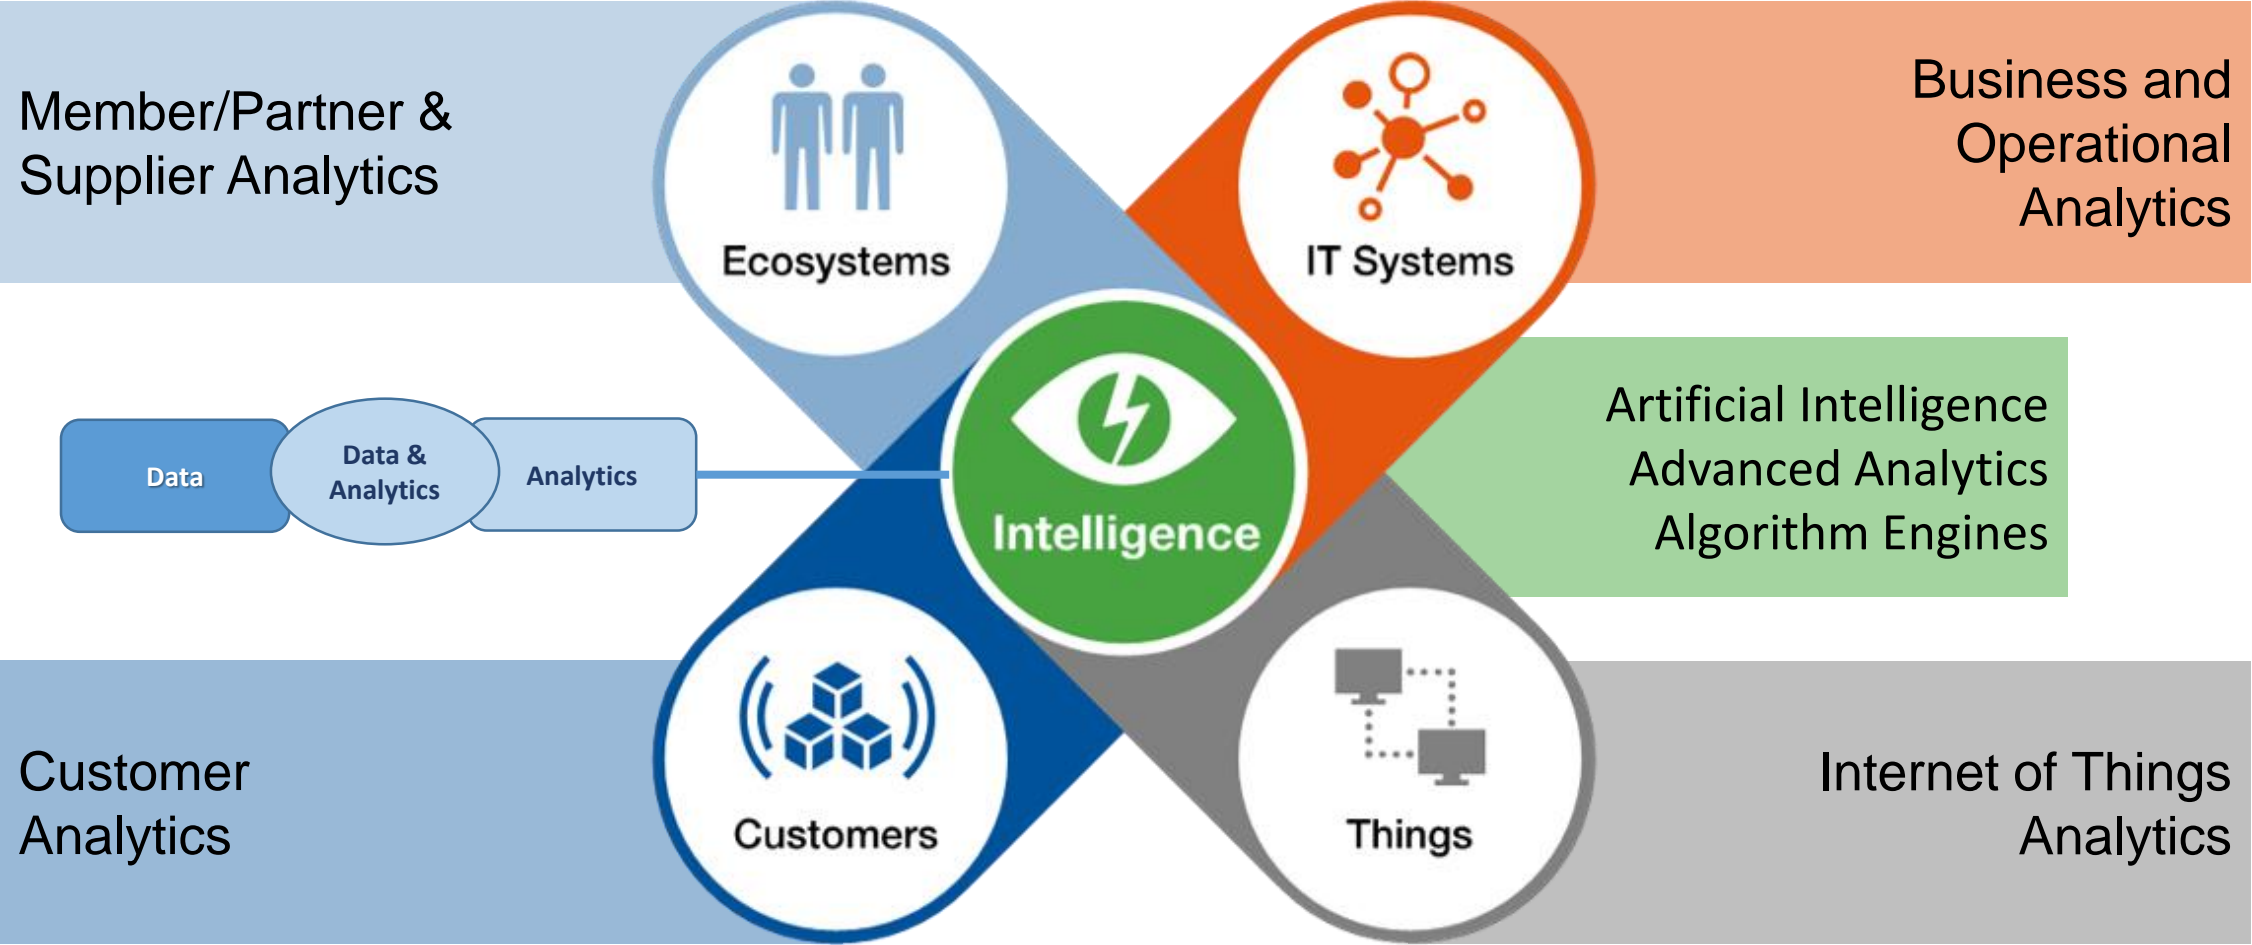 Member/Partner &
Supplier Analytics
Ecosystems
IT Systems
Business and
Operational
Analytics
Data
Data &
Analytics
Analytics
Intelligence
Artificial Intelligence
Advanced Analytics
Algorithm Engines
Customer
Analytics
Customers
Things
Internet of Things
Analytics